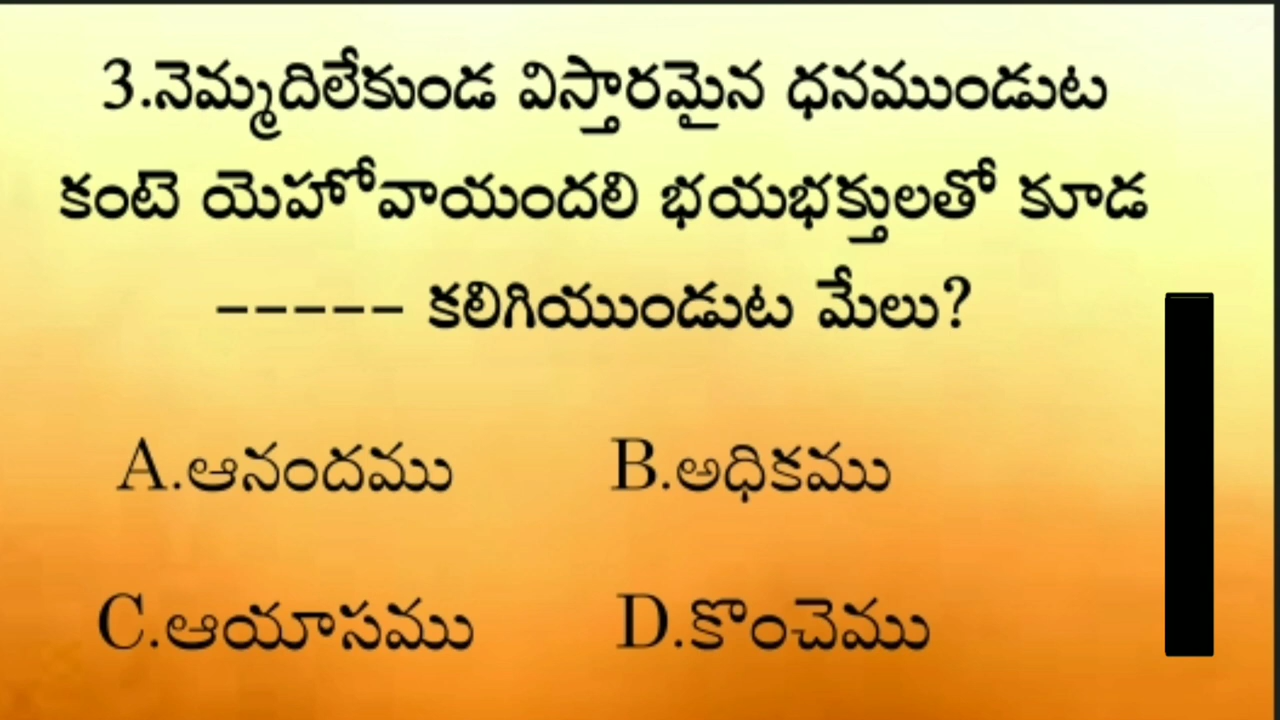 3.నెమ్మదిలేకుండ విస్తారమైన ధనముండుట
కంటె యెహోవాయందలి భయభక్తులతో కూడ
----- కలిగియుండుట మేలు?
A.ఆనందము B.అధికము
C.ఆయాసము D.కొంచెము